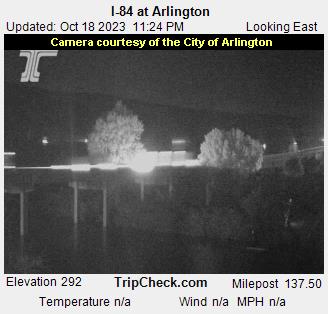 I-84 at Arlington
Updated: Oct 18 2023 11:24 PM Looking East
Camera courtesy of the City of Arlington
Elevation 292 TripCheck.com Milepost 137.50
Temperature n/a Wind n/a MPH n/a